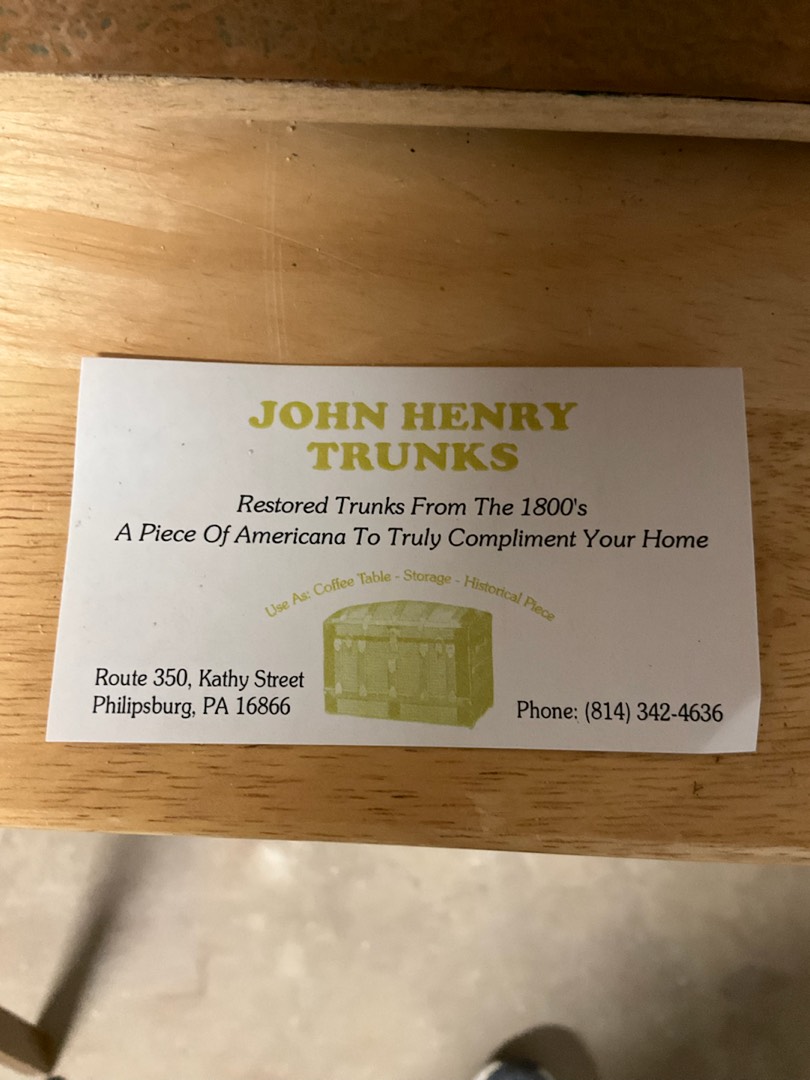 JOHN HENRY
TRUNKS
Restored Trunks From The 1800's
A Piece Of Americana To Truly Compliment Your Home
Use As: Coffee Table - Storage - Historical Piece
Route 350, Kathy Street
Philipsburg, PA 16866
Phone: (814) 342-4636